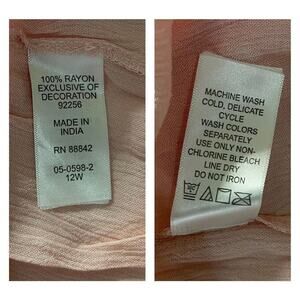 100% RAYON
EXCLUSIVE OF
DECORATION
92256
MADE IN
INDIA
RN 88842
05-0598-2
12W
MACHINE WASH
COLD, DELICATE
CYCLE
WASH COLORS
SEPARATELY
USE ONLY NON-
CHLORINE BLEACH
LINE DRY
DO NOT IRON